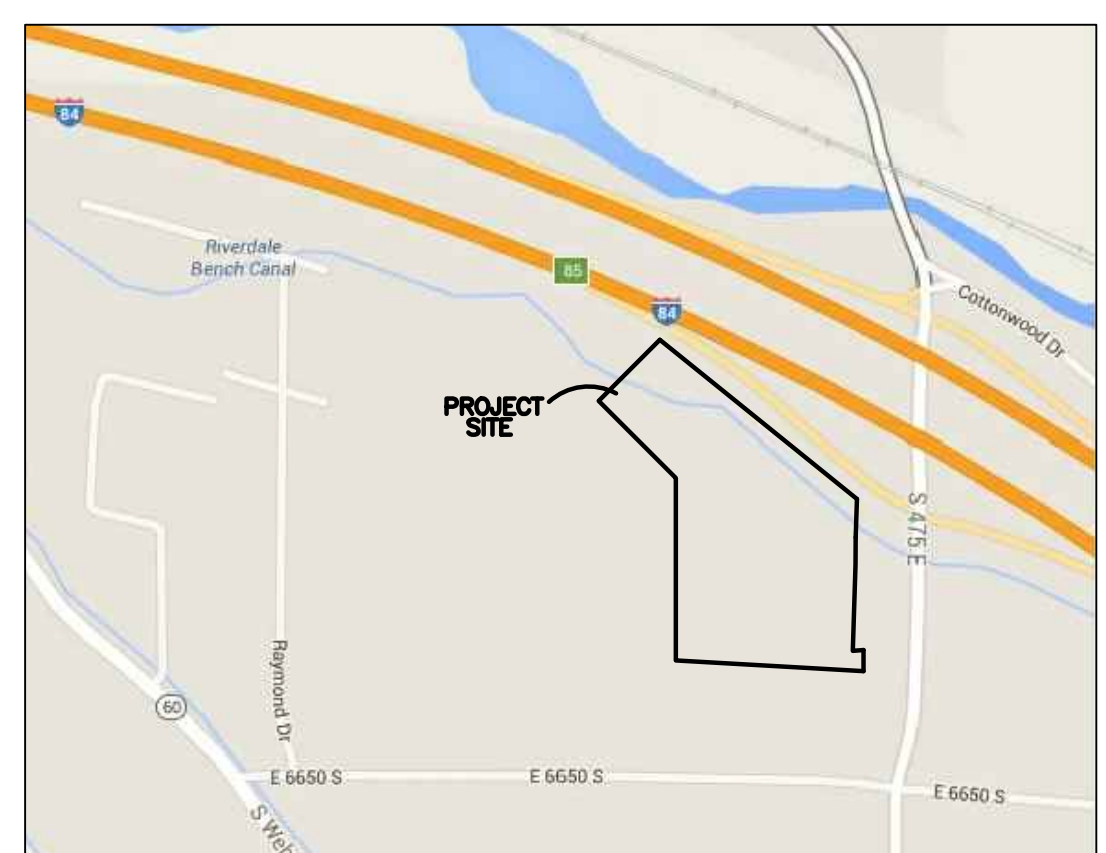 84
Riverdale
Bench Canal
85
84
Cottonwood Dr
PROJECT
SITE
S 475 E
Raymond Dr
60
E 6650 S
E 6650 S
E 6650 S
S Web